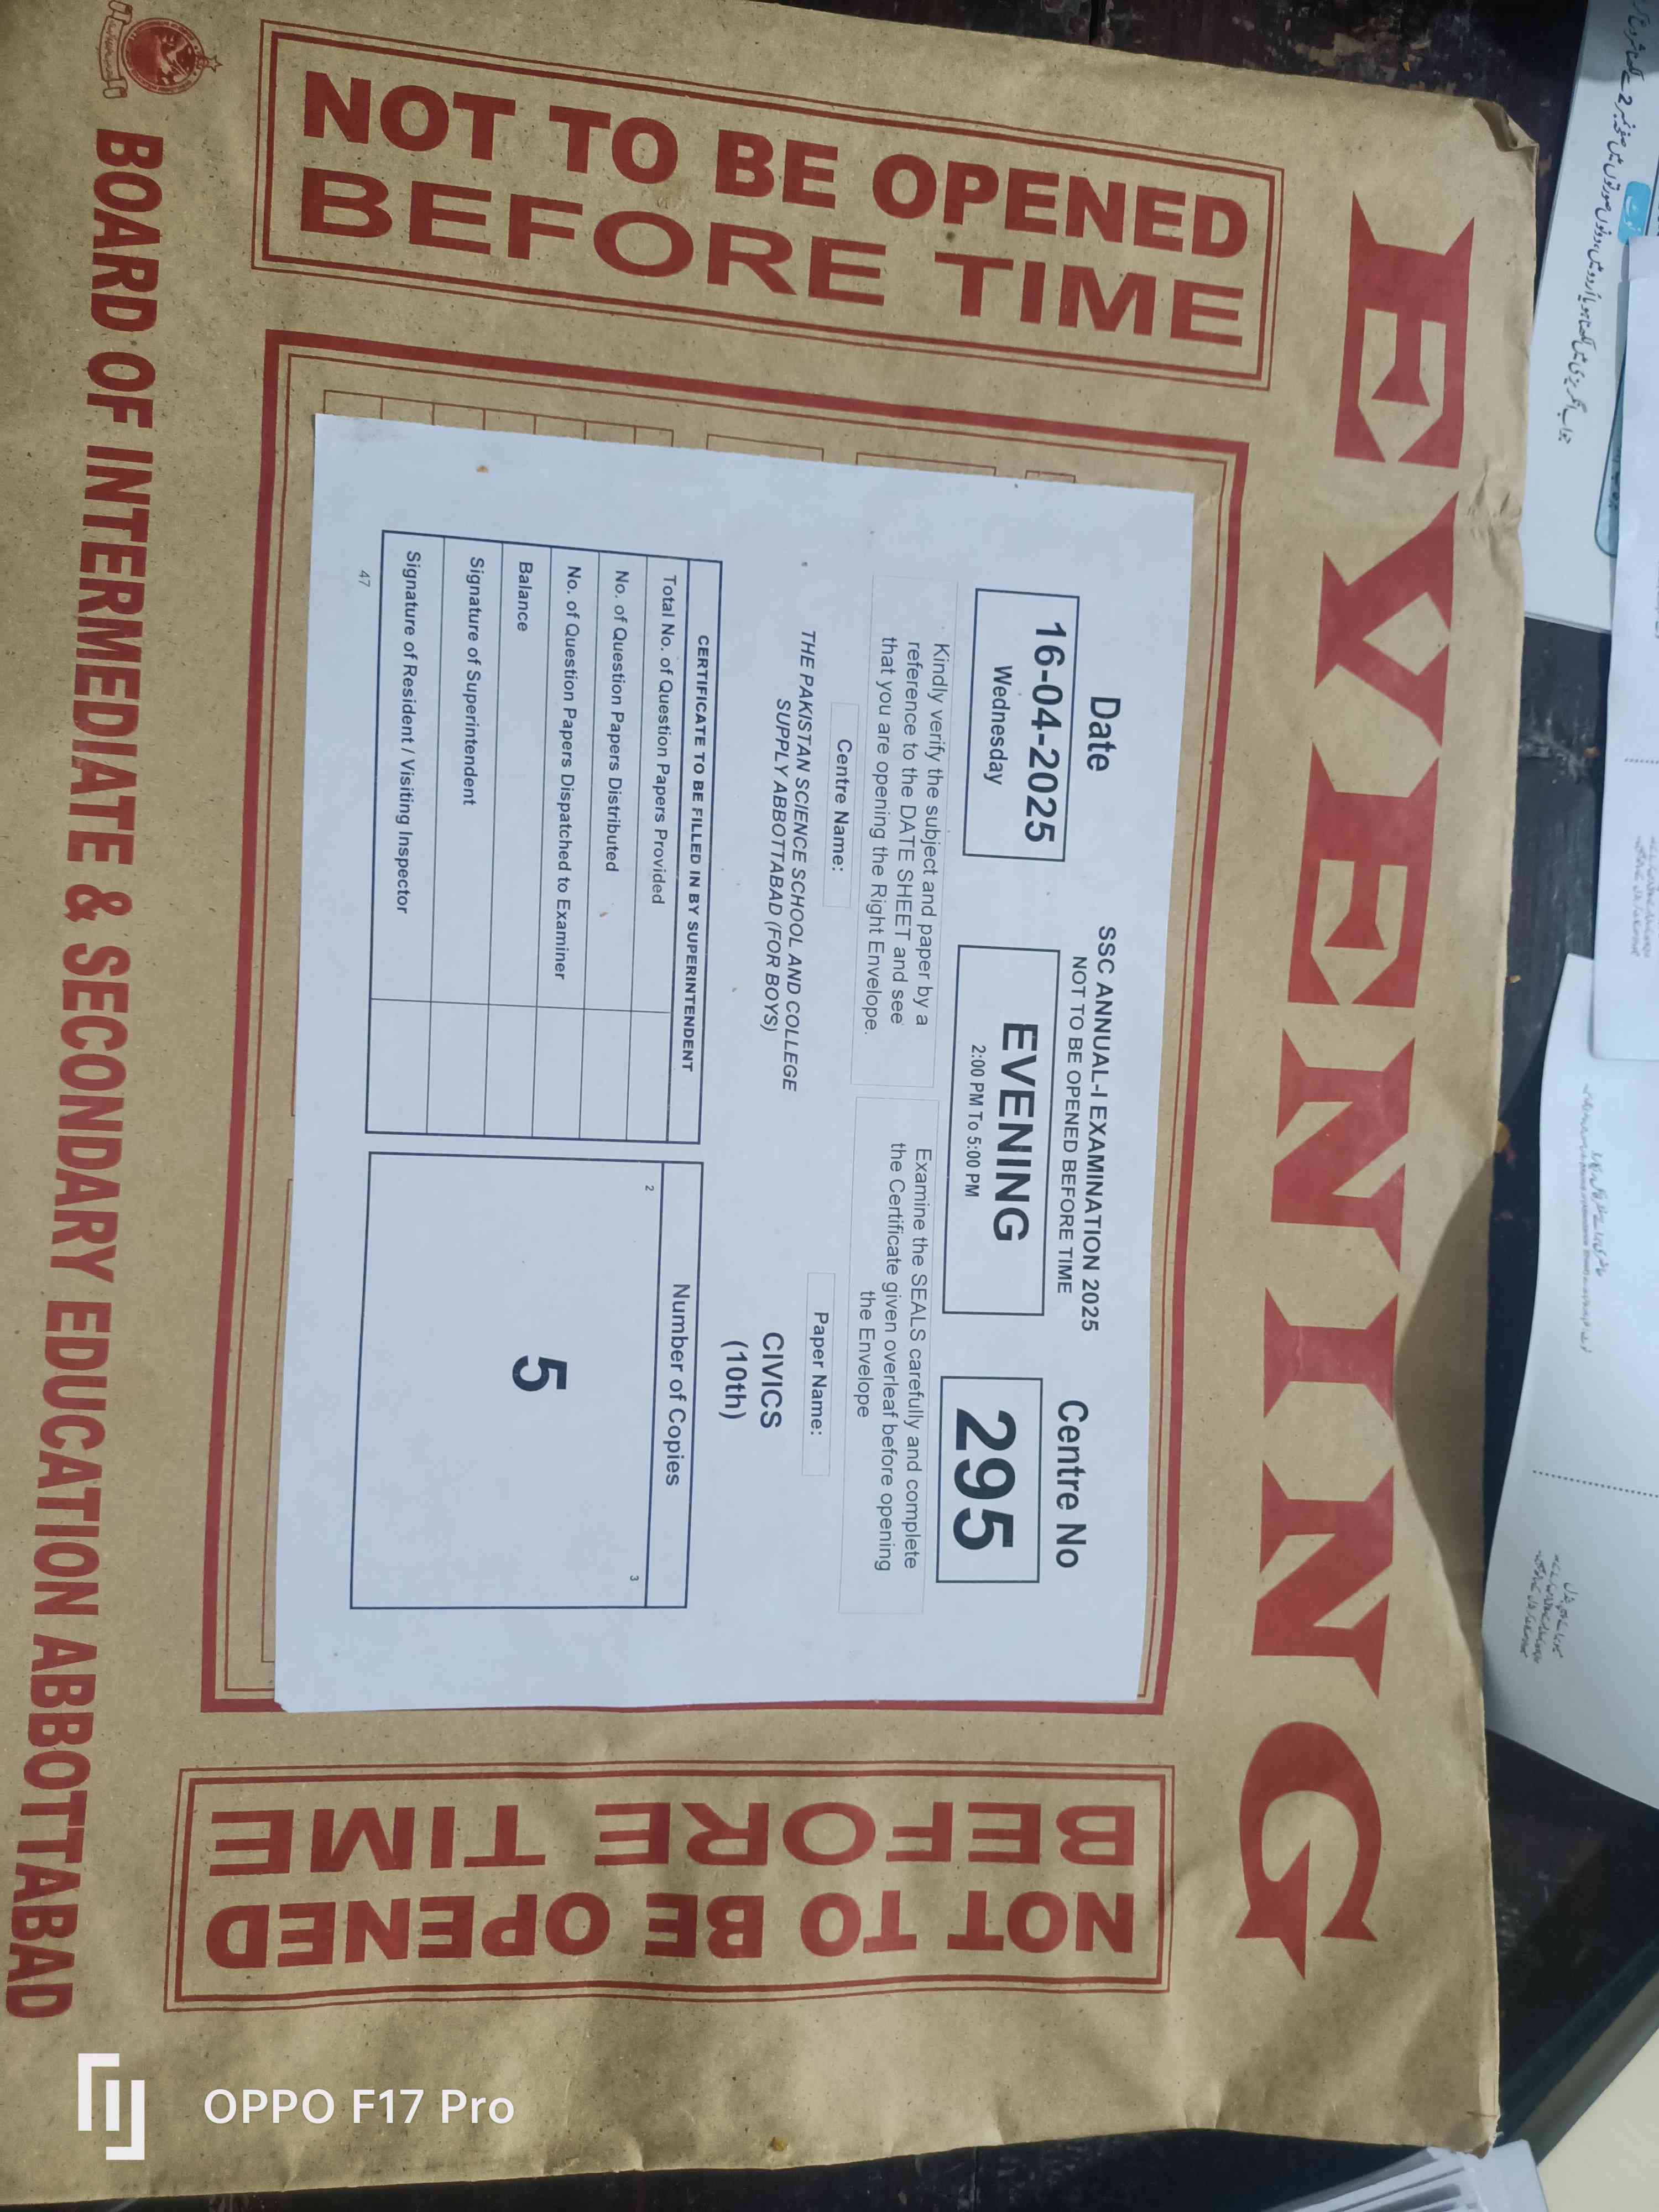 EVENING
NOT TO BE OPENED
BEFORE TIME
Date
16-04-2025
Wednesday
SSC ANNUAL-I EXAMINATION 2025
NOT TO BE OPENED BEFORE TIME
EVENING
2:00 PM To 5:00 PM
Centre No
295
Kindly verify the subject and paper by a
reference to the DATE SHEET and see
that you are opening the Right Envelope.
Examine the SEALS carefully and complete
the Certificate given overleaf before opening
the Envelope
Centre Name:
THE PAKISTAN SCIENCE SCHOOL AND COLLEGE
SUPPLY ABBOTTABAD (FOR BOYS)
Paper Name:
CIVICS
(10th)
CERTIFICATE TO BE FILLED IN BY SUPERINTENDENT
Total No. of Question Papers Provided
No. of Question Papers Distributed
No. of Question Papers Dispatched to Examiner
Balance
Signature of Superintendent
Signature of Resident / Visiting Inspector
47
Number of Copies
2
3
5
NOT TO BE OPENED
BEFORE TIME
BOARD OF INTERMEDIATE & SECONDARY EDUCATION ABBOTTABAD
OPPO F17 Pro